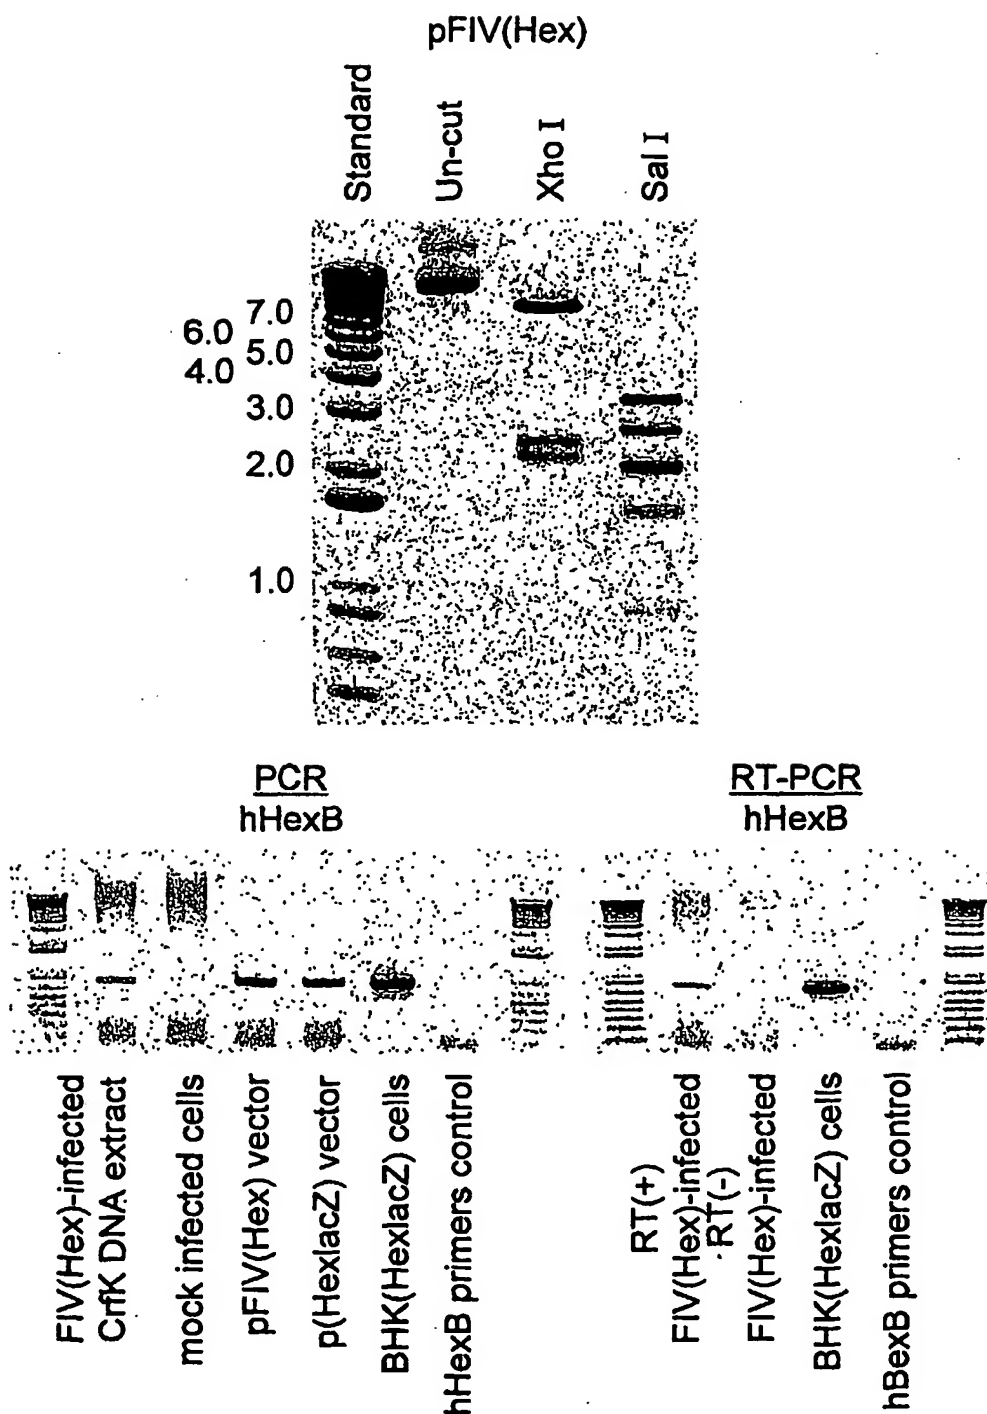 pFIV(Hex)
Standard
Un-cut
Xho I
Sal I
7.0
6.0
5.0
4.0
3.0
2.0
1.0
PCR
hHexB
RT-PCR
hHexB
FIV(Hex)-infected
CrfK DNA extract
mock infected cells
pFIV(Hex) vector
p(HexlacZ) vector
BHK(HexlacZ) cells
hHexB primers control
RT(+)
FIV(Hex)-infected
RT(-)
FIV(Hex)-infected
BHK(HexlacZ) cells
hBexB primers control